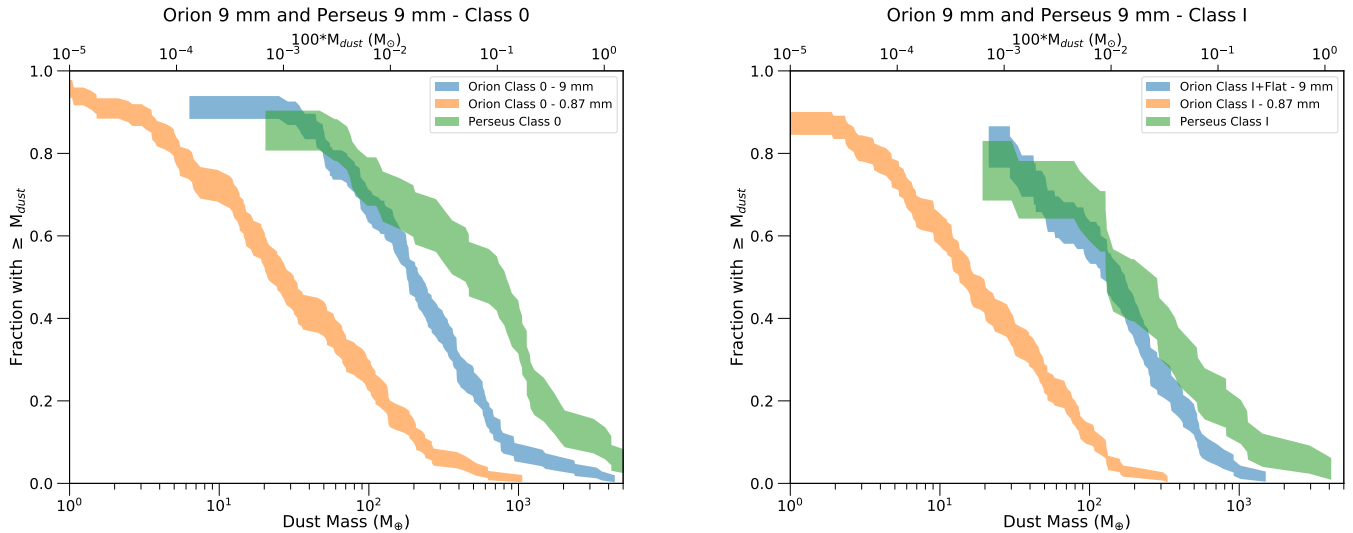 Orion 9 mm and Perseus 9 mm - Class 0
100*M_dust (M_⊙)
10^-5 10^-4 10^-3 10^-2 10^-1 10^0
1.0
0.8
0.6
0.4
0.2
0.0
Fraction with ≥ M_dust
Orion Class 0 - 9 mm
Orion Class 0 - 0.87 mm
Perseus Class 0
10^0 10^1 10^2 10^3
Dust Mass (M_⊕)
Orion 9 mm and Perseus 9 mm - Class I
100*M_dust (M_⊙)
10^-5 10^-4 10^-3 10^-2 10^-1 10^0
1.0
0.8
0.6
0.4
0.2
0.0
Fraction with ≥ M_dust
Orion Class I+Flat - 9 mm
Orion Class I - 0.87 mm
Perseus Class I
10^0 10^1 10^2 10^3
Dust Mass (M_⊕)